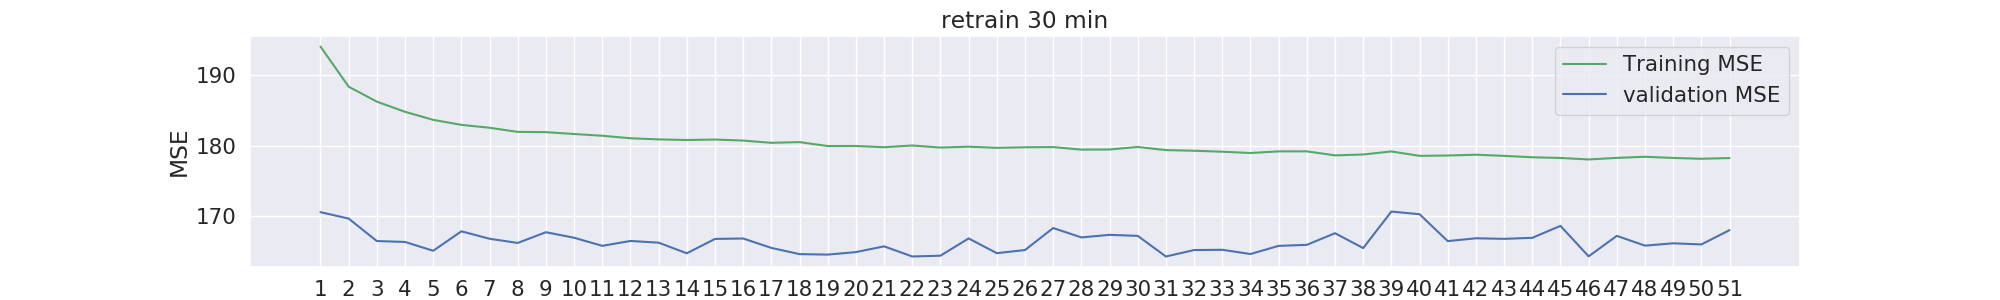 retrain 30 min
190
180
170
MSE
Training MSE
validation MSE
1 2 3 4 5 6 7 8 9 10 11 12 13 14 15 16 17 18 19 20 21 22 23 24 25 26 27 28 29 30 31 32 33 34 35 36 37 38 39 40 41 42 43 44 45 46 47 48 49 50 51